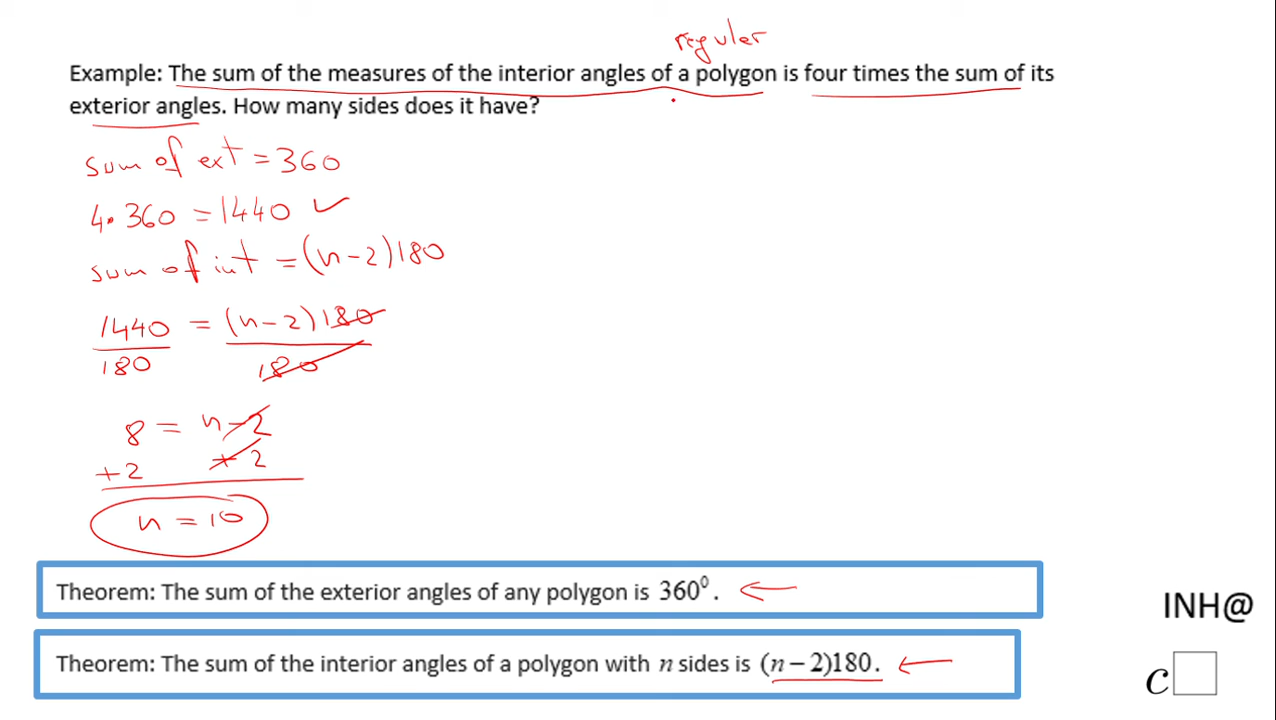 regular
Example: The sum of the measures of the interior angles of a polygon is four times the sum of its
exterior angles. How many sides does it have?
sum of ext = 360
4 · 360 = 1440 ✓
sum of int = (n-2)180
1440 = (n-2)180
180 180
8 = n-2
+2 +2
n = 10
Theorem: The sum of the exterior angles of any polygon is 360⁰. ←
Theorem: The sum of the interior angles of a polygon with n sides is (n-2)180. ←
INH@
c□